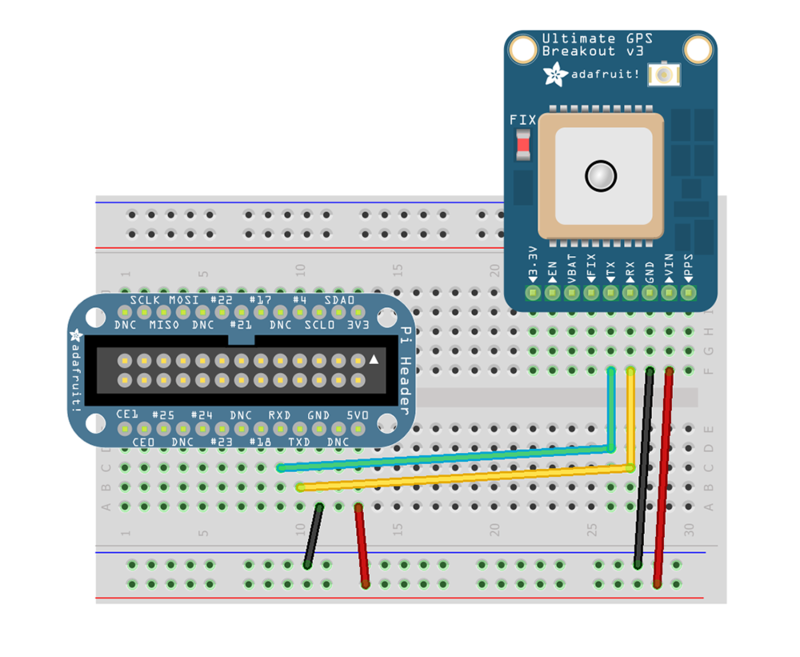 Ultimate GPS
Breakout v3
adafruit!
FIX
3.3V EN VBAT FIX TX RX GND VIN PPS
1 5 10 15 20
SCLK MOSI #22 #17 #4 SDA0
DNC MISO DNC #21 DNC SCL0 3V3
H
G
F
adafruit!
Pi Header
CE1 #25 #24 DNC RXD GND 5V0
CE0 DNC #23 #18 TXD DNC
E
D
C C
B B
A A
1 5 10 15 20 25 30